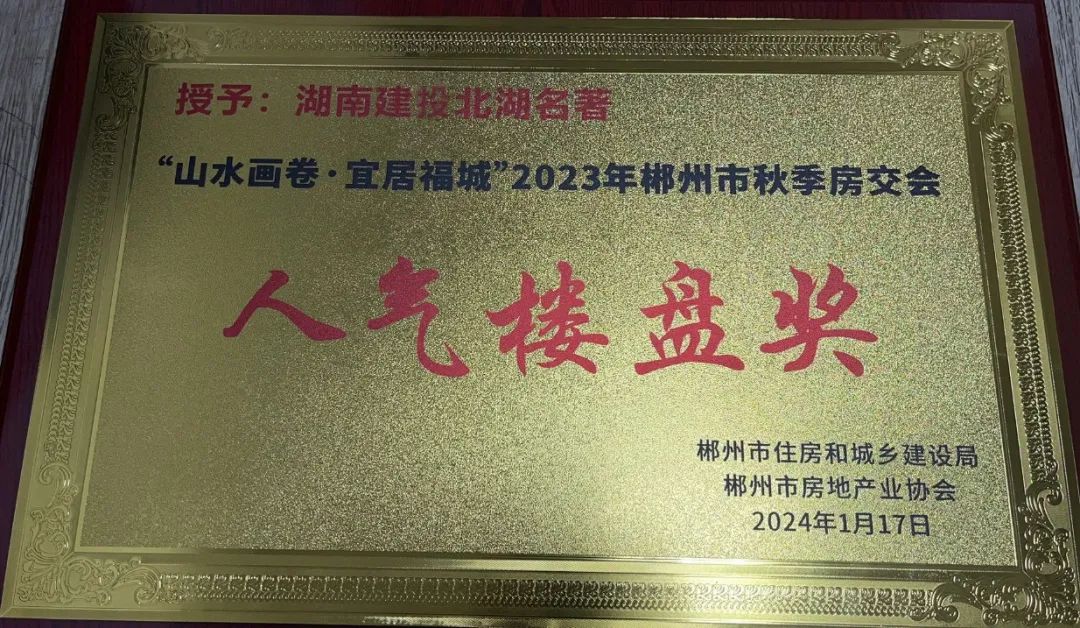 授予：湖南建投北湖名著
“山水画卷·宜居福城”2023年郴州市秋季房交会
人气楼盘奖
郴州市住房和城乡建设局
郴州市房地产业协会
2024年1月17日